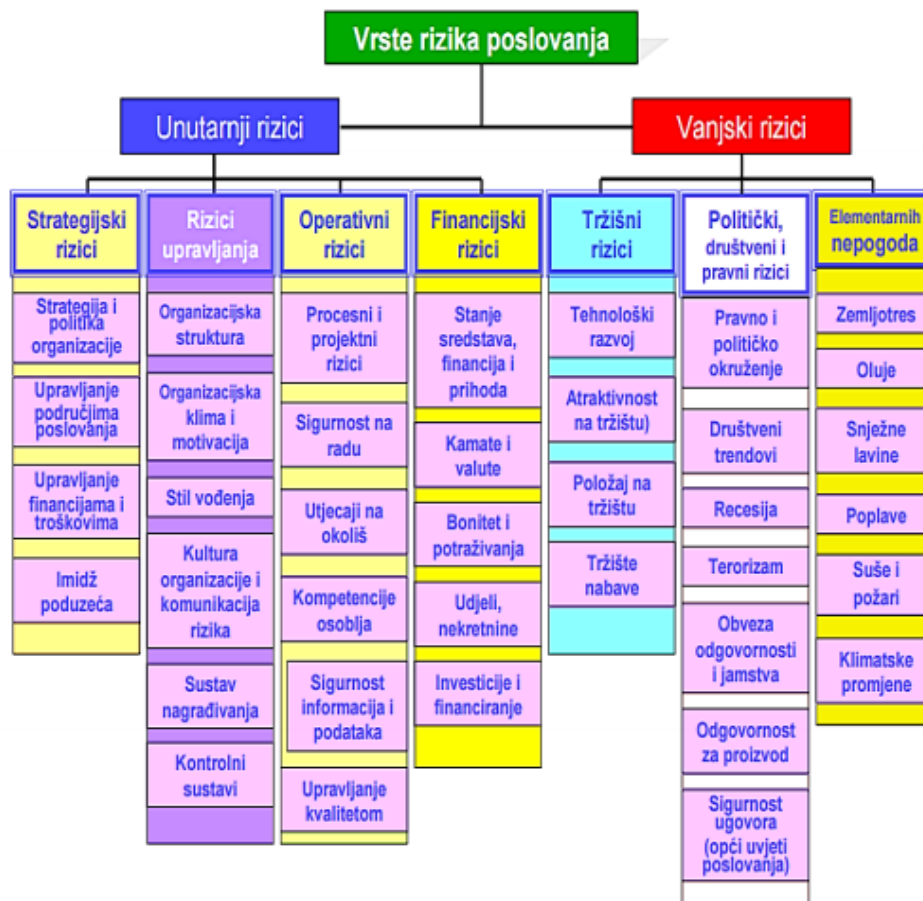 Vrste rizika poslovanja
Unutarnji rizici
Vanjski rizici
Strategijski
rizici
Strategija i
politika
organizacije
Upravljanje
područjima
poslovanja
Upravljanje
financijama i
troškovima
Imidž
poduzeća
Rizici
upravljanja
Organizacijska
struktura
Organizacijska
klima i
motivacija
Stil vođenja
Kultura
organizacije i
komunikacija
rizika
Sustav
nagrađivanja
Kontrolni
sustavi
Operativni
rizici
Procesni i
projektni
rizici
Sigurnost na
radu
Utjecaji na
okoliš
Kompetencije
osoblja
Sigurnost
informacija i
podataka
Upravljanje
kvalitetom
Financijski
rizici
Stanje
sredstava,
financija i
prihoda
Kamate i
valute
Bonitet i
potraživanja
Udjeli,
nekretnine
Investicije i
financiranje
Tržišni
rizici
Tehnološki
razvoj
Atraktivnost
na tržištu)
Položaj na
tržištu
Tržište
nabave
Politički,
društveni i
pravni rizici
Pravno i
političko
okruženje
Društveni
trendovi
Recesija
Terorizam
Obveza
odgovornosti
i jamstva
Odgovornost
za proizvod
Sigurnost
ugovora
(opći uvjeti
poslovanja)
Elementarnih
nepogoda
Zemljotres
Oluje
Snježne
lavine
Poplave
Suše i
požari
Klimatske
promjene